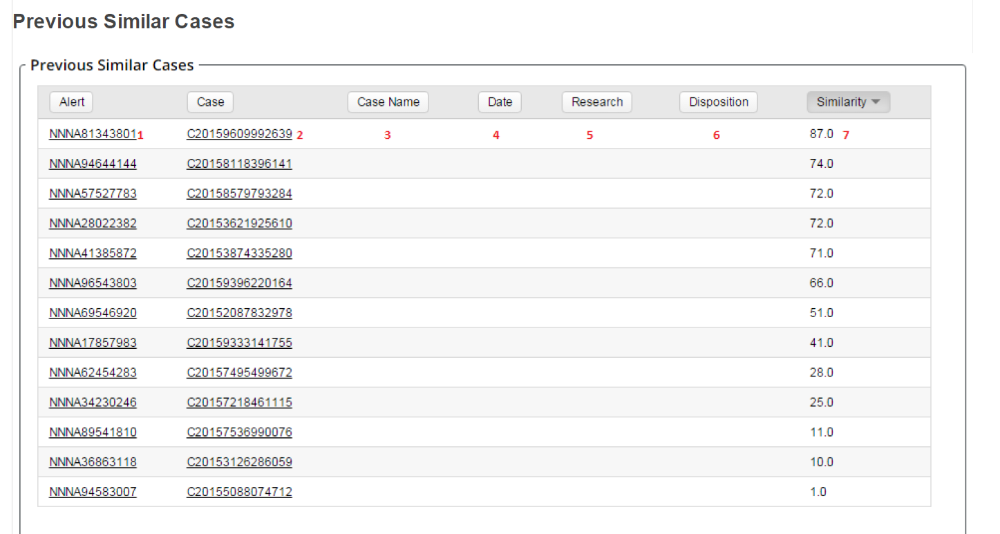 Previous Similar Cases
Previous Similar Cases
Alert Case Case Name Date Research Disposition Similarity
NNNA81343801 1 C20159609992639 2 3 4 5 6 87.0 7
NNNA94644144 C20158118396141 74.0
NNNA57527783 C20158579793284 72.0
NNNA28022382 C20153621925610 72.0
NNNA41385872 C20153874335280 71.0
NNNA96543803 C20159396220164 66.0
NNNA69546920 C20152087832978 51.0
NNNA17857983 C20159333141755 41.0
NNNA62454283 C20157495499672 28.0
NNNA34230246 C20157218461115 25.0
NNNA89541810 C20157536990076 11.0
NNNA36863118 C20153126286059 10.0
NNNA94583007 C20155088074712 1.0